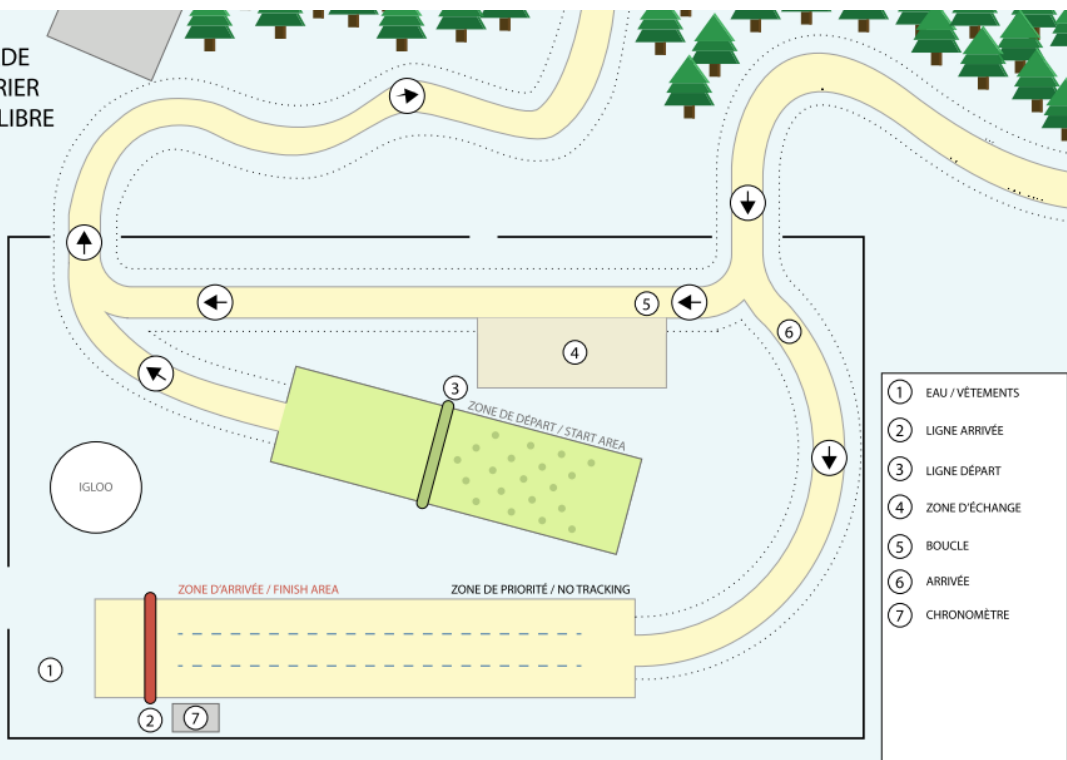 DE
RIER
LIBRE
5
6
4
3
ZONE DE DÉPART / START AREA
IGLOO
ZONE D'ARRIVÉE / FINISH AREA
ZONE DE PRIORITÉ / NO TRACKING
1
2
7
1 EAU / VÊTEMENTS
2 LIGNE ARRIVÉE
3 LIGNE DÉPART
4 ZONE D'ÉCHANGE
5 BOUCLE
6 ARRIVÉE
7 CHRONOMÈTRE